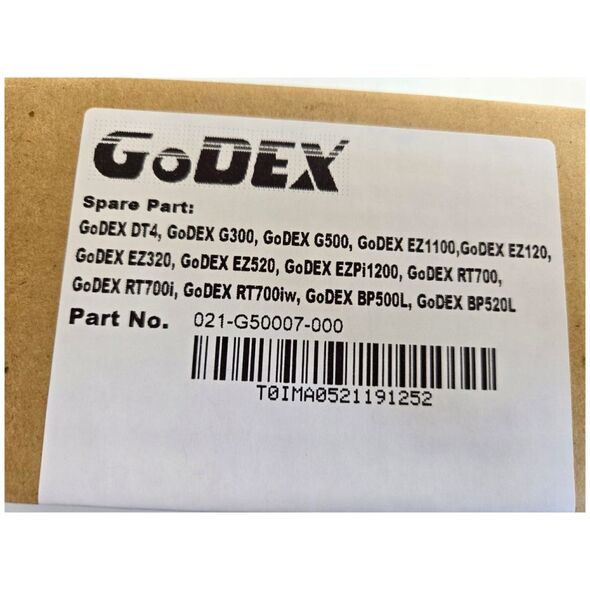 GoDEX
Spare Part:
GoDEX DT4, GoDEX G300, GoDEX G500, GoDEX EZ1100,GoDEX EZ120,
GoDEX EZ320, GoDEX EZ520, GoDEX EZPi1200, GoDEX RT700,
GoDEX RT700i, GoDEX RT700iw, GoDEX BP500L, GoDEX BP520L
Part No. 021-G50007-000
T0IMA0521191252